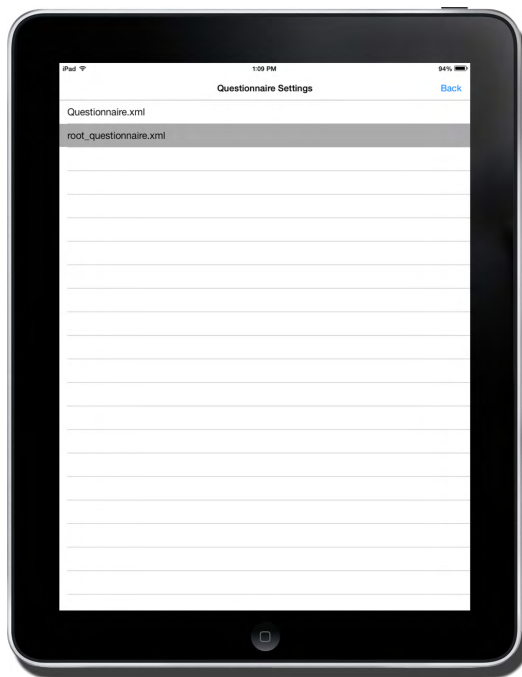 iPad 1:09 PM 94%
Questionnaire Settings Back
Questionnaire.xml
root_questionnaire.xml